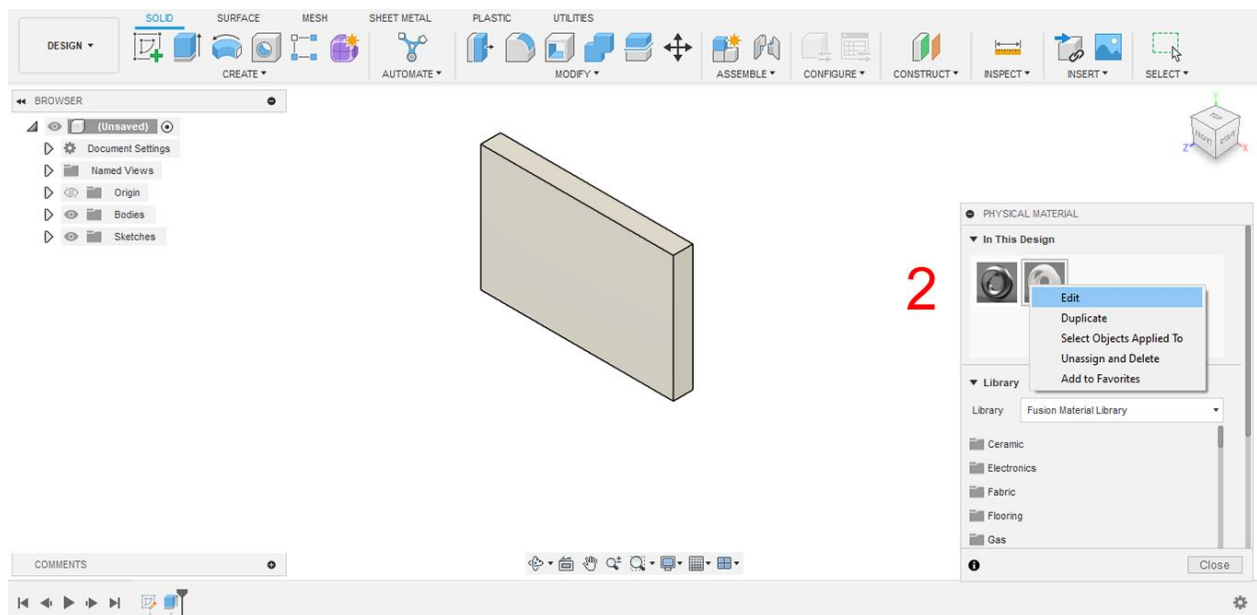 SOLID SURFACE MESH SHEET METAL PLASTIC UTILITIES
DESIGN
CREATE AUTOMATE MODIFY ASSEMBLE CONFIGURE CONSTRUCT INSPECT INSERT SELECT
BROWSER
(Unsaved)
Document Settings
Named Views
Origin
Bodies
Sketches
TOP
Y
Z
X
PHYSICAL MATERIAL
In This Design
2
Edit
Duplicate
Select Objects Applied To
Unassign and Delete
Add to Favorites
Library
Library Fusion Material Library
Ceramic
Electronics
Fabric
Flooring
Gas
COMMENTS
Close